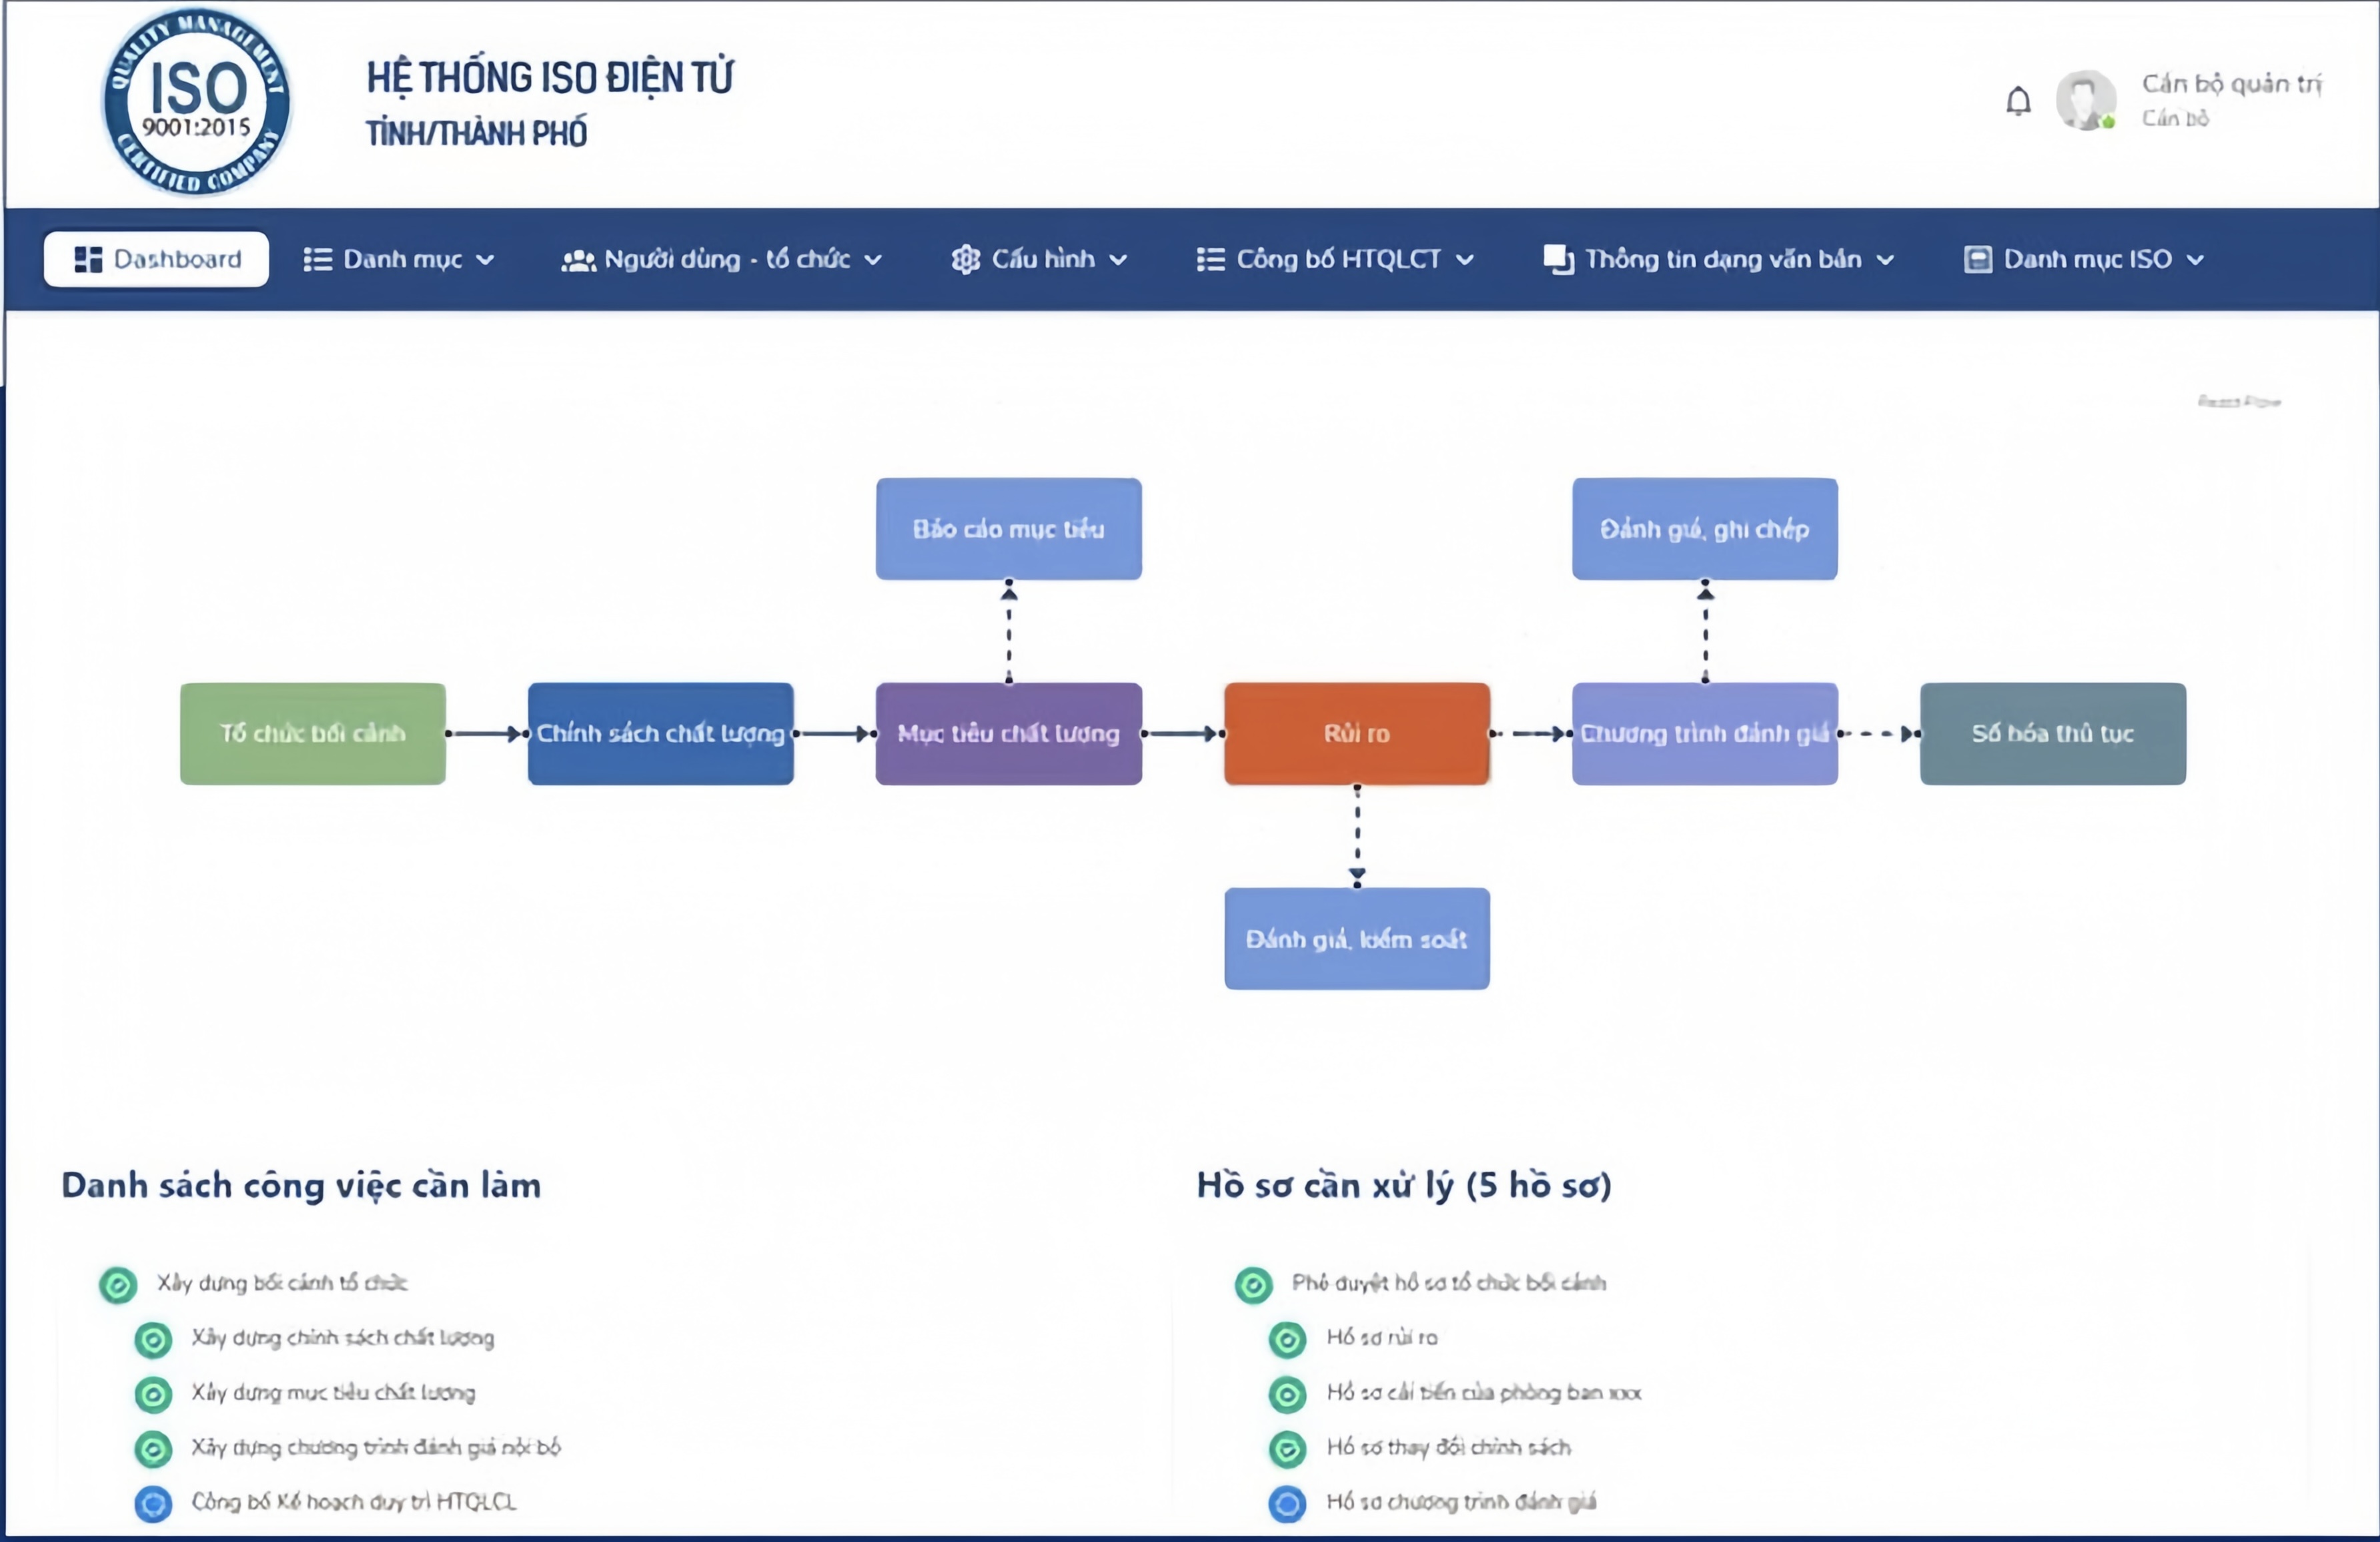 QUALITY MANAGEMENT
ISO
9001:2015
CERTIFIED COMPANY
HỆ THỐNG ISO ĐIỆN TỬ
TỈNH/THÀNH PHỐ
Cán bộ quản trị
Cán bộ
Dashboard
Danh mục
Người dùng - tổ chức
Cấu hình
Công bố HTQLCT
Thông tin dạng văn bản
Danh mục ISO
React Flow
Báo cáo mục tiêu
Đánh giá, ghi chép
Tổ chức bối cảnh
Chính sách chất lượng
Mục tiêu chất lượng
Rủi ro
Chương trình đánh giá
Số hóa thủ tục
Đánh giá, kiểm soát
Danh sách công việc cần làm
Xây dựng bối cảnh tổ chức
Xây dựng chính sách chất lượng
Xây dựng mục tiêu chất lượng
Xây dựng chương trình đánh giá nội bộ
Công bố Kế hoạch duy trì HTQLCL
Hồ sơ cần xử lý (5 hồ sơ)
Phê duyệt hồ sơ tổ chức bối cảnh
Hồ sơ rủi ro
Hồ sơ cải tiến của phòng ban xxx
Hồ sơ thay đổi chính sách
Hồ sơ chương trình đánh giá